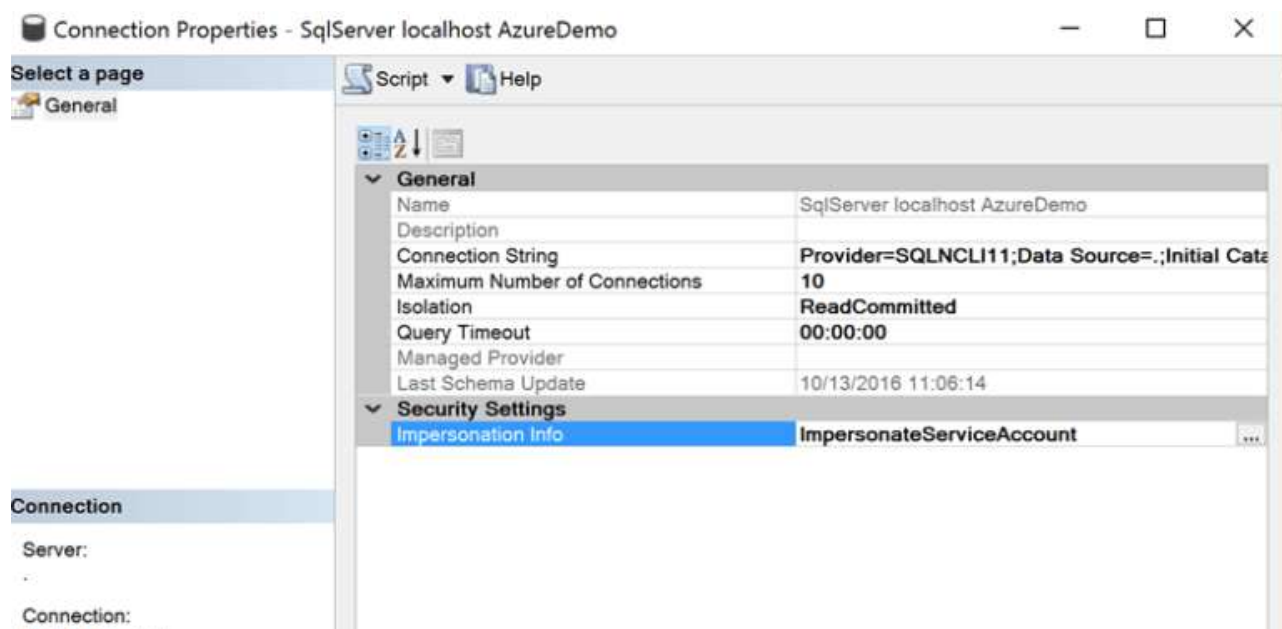 Connection Properties - SqlServer localhost AzureDemo
Select a page
General
Script Help
General
Name SqlServer localhost AzureDemo
Description
Connection String Provider=SQLNCLI11;Data Source=.;Initial Cata
Maximum Number of Connections 10
Isolation ReadCommitted
Query Timeout 00:00:00
Managed Provider
Last Schema Update 10/13/2016 11:06:14
Security Settings
Impersonation Info ImpersonateServiceAccount ...
Connection
Server:
.
Connection: